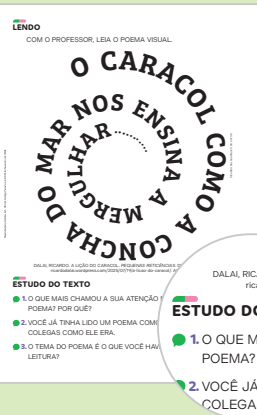 LENDO
COM O PROFESSOR, LEIA O POEMA VISUAL.
O CARACOL COMO A CONCHA DO MAR NOS ENSINA A MERGULHAR
DALAI, RICARDO. A LIÇÃO DO CARACOL. PEQUENAS RETICÊNCIAS
ESTUDO DO TEXTO
1. O QUE MAIS CHAMOU A SUA ATENÇÃO
POEMA? POR QUÊ?
2. VOCÊ JÁ TINHA LIDO UM POEMA COM
COLEGAS COMO ELE ERA.
3. O TEMA DO POEMA É O QUE VOCÊ HAV
LEITURA?
DALAI, RIC
rica
ESTUDO DO
1. O QUE M
POEMA?
2. VOCÊ JÁ
COLEGA